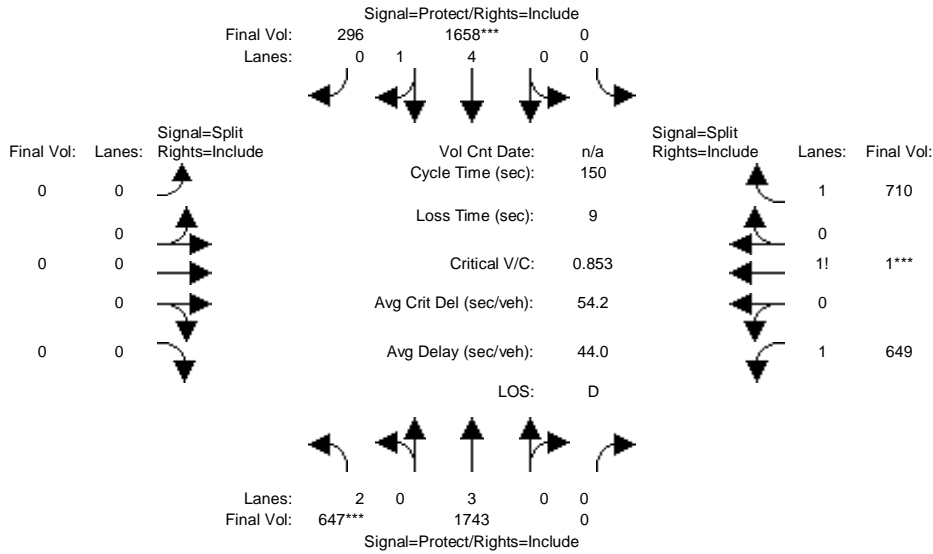 Signal=Protect/Rights=Include
Final Vol: 296 1658*** 0
Lanes: 0 1 4 0 0
Signal=Split Signal=Split
Final Vol: Lanes: Rights=Include Vol Cnt Date: n/a Rights=Include Lanes: Final Vol:
Cycle Time (sec): 150
0 0 1 710
Loss Time (sec): 9
0 0
0 0 Critical V/C: 0.853 1! 1***
0 Avg Crit Del (sec/veh): 54.2 0
0 0 Avg Delay (sec/veh): 44.0 1 649
LOS: D
Lanes: 2 0 3 0 0
Final Vol: 647*** 1743 0
Signal=Protect/Rights=Include